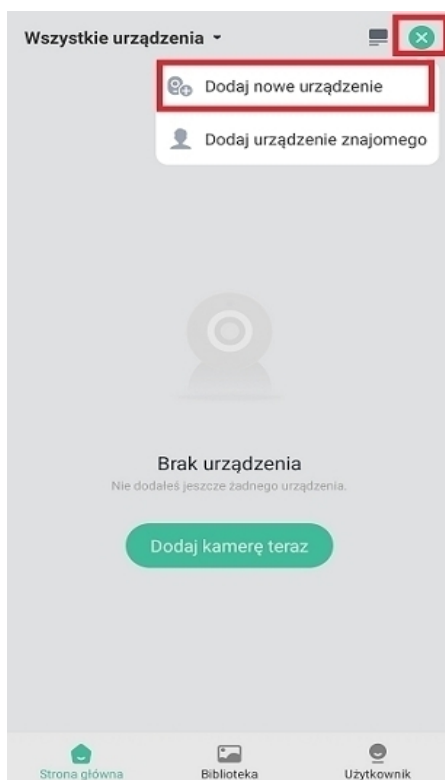 Wszystkie urządzenia
Dodaj nowe urządzenie
Dodaj urządzenie znajomego
Brak urządzenia
Nie dodałeś jeszcze żadnego urządzenia.
Dodaj kamerę teraz
Strona główna
Biblioteka
Użytkownik